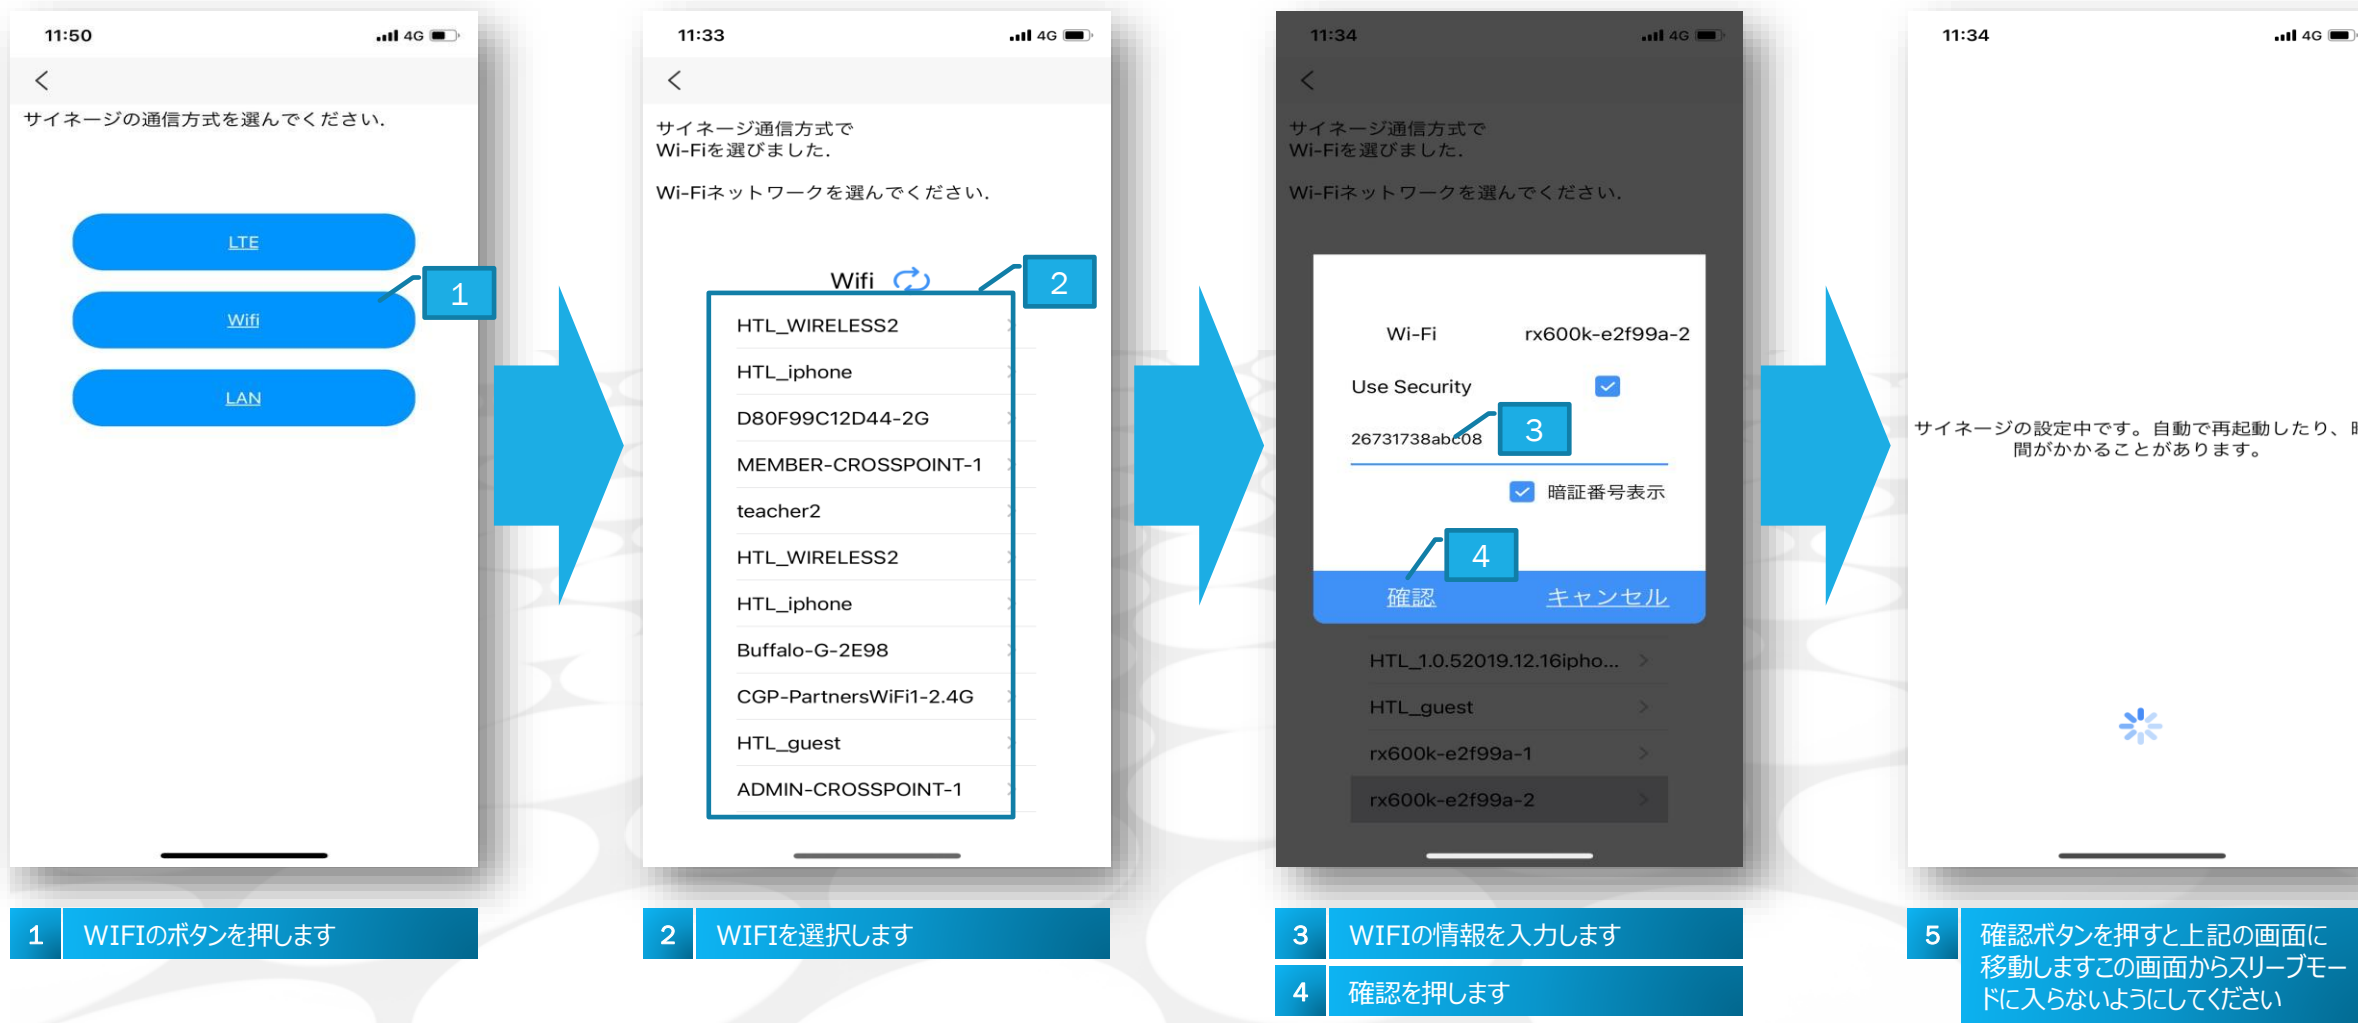 11:50
4G
サイネージの通信方式を選んでください.
LTE
1
Wifi
LAN
1 WIFIのボタンを押します
11:33
4G
サイネージ通信方式で
Wi-Fiを選びました.
Wi-Fiネットワークを選んでください.
Wifi
2
HTL_WIRELESS2
HTL_iphone
D80F99C12D44-2G
MEMBER-CROSSPOINT-1
teacher2
HTL_WIRELESS2
HTL_iphone
Buffalo-G-2E98
CGP-PartnersWiFi1-2.4G
HTL_guest
ADMIN-CROSSPOINT-1
2 WIFIを選択します
11:34
4G
サイネージ通信方式で
Wi-Fiを選びました.
Wi-Fiネットワークを選んでください.
Wi-Fi rx600k-e2f99a-2
Use Security
26731738abc08
3
暗証番号表示
4
確認 キャンセル
HTL_1.0.52019.12.16ipho...
HTL_guest
rx600k-e2f99a-1
rx600k-e2f99a-2
3 WIFIの情報を入力します
4 確認を押します
11:34
4G
サイネージの設定中です。自動で再起動したり、
間がかかることがあります。
5 確認ボタンを押すと上記の画面に
移動しますこの画面からスリーブモー
ドに入らないようにしてください